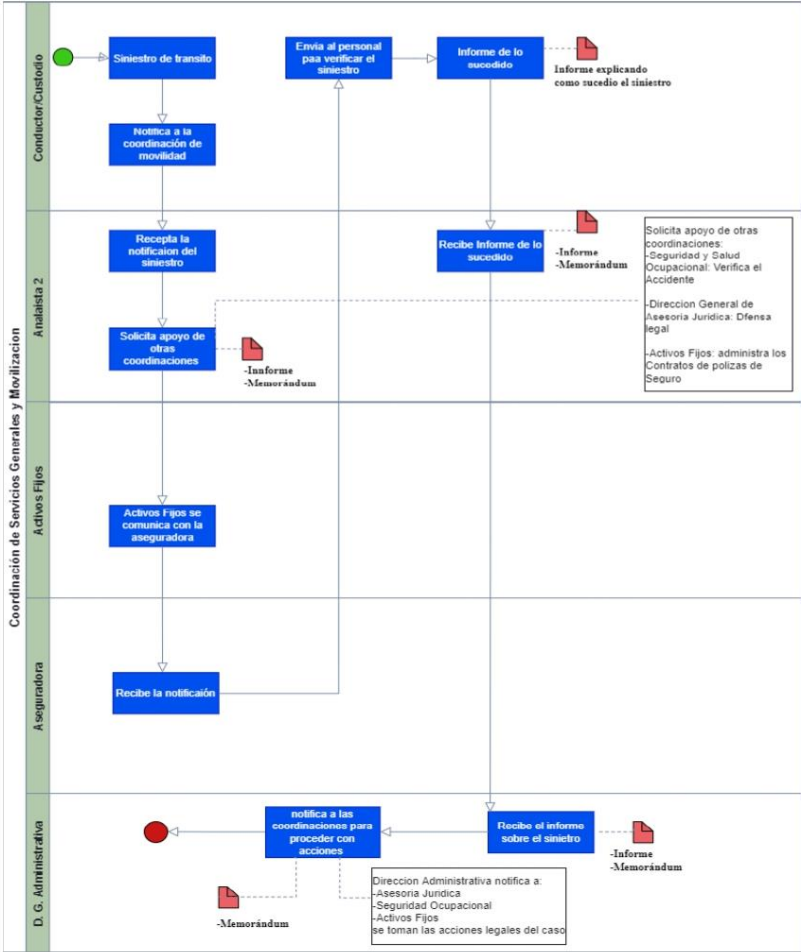 Coordinación de Servicios Generales y Movilizacion
Conductor/Custodio
Siniestro de transito
Notifica a la
coordinación de
movilidad
Envia al personal
paa verificar el
siniestro
Informe de lo
sucedido
Informe explicando
como sucedio el siniestro
Analaista 2
Recepta la
notificaion del
siniestro
Solicita apoyo de
otras
coordinaciones
-Innforme
-Memorándum
Recibe Informe de lo
sucedido
-Informe
-Memorándum
Solicita apoyo de otras
coordinaciones:
-Seguridad y Salud
Ocupacional: Verifica el
Accidente
-Direccion General de
Asesoria Juridica: Dfensa
legal
-Activos Fijos: administra los
Contratos de polizas de
Seguro
Activos Fijos
Activos Fijos se
comunica con la
aseguradora
Aseguradora
Recibe la notificaión
D. G. Administrativa
notifica a las
coordinaciones para
proceder con
acciones
-Memorándum
Recibe el informe
sobre el sinietro
-Informe
-Memorándum
Direccion Administrativa notifica a:
-Asesoria Juridica
-Seguridad Ocupacional
-Activos Fijos
se toman las acciones legales del caso